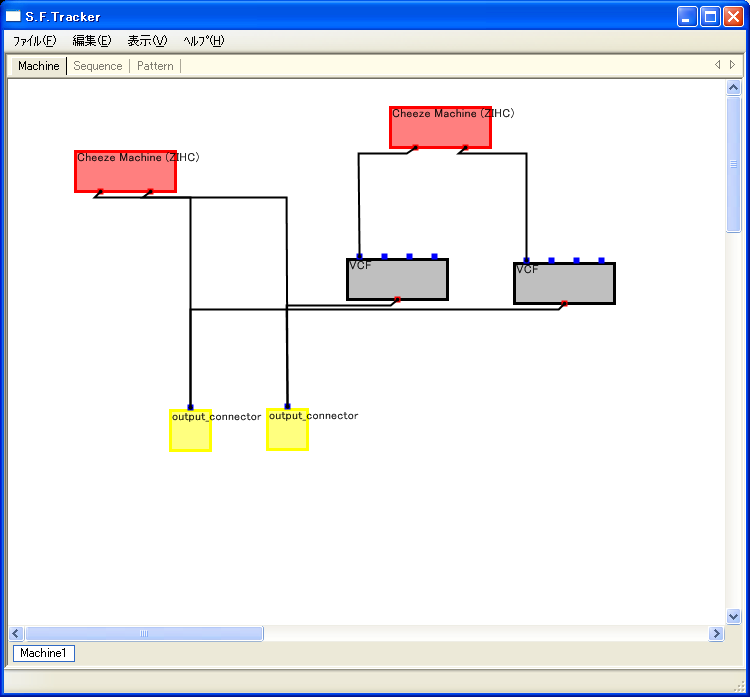 S.F.Tracker
ﾌｧｲﾙ(F) 編集(E) 表示(V) ﾍﾙﾌﾟ(H)
Machine Sequence Pattern
Cheeze Machine (ZIHC)
Cheeze Machine (ZIHC)
VCF
VCF
output_connector
output_connector
Machine1